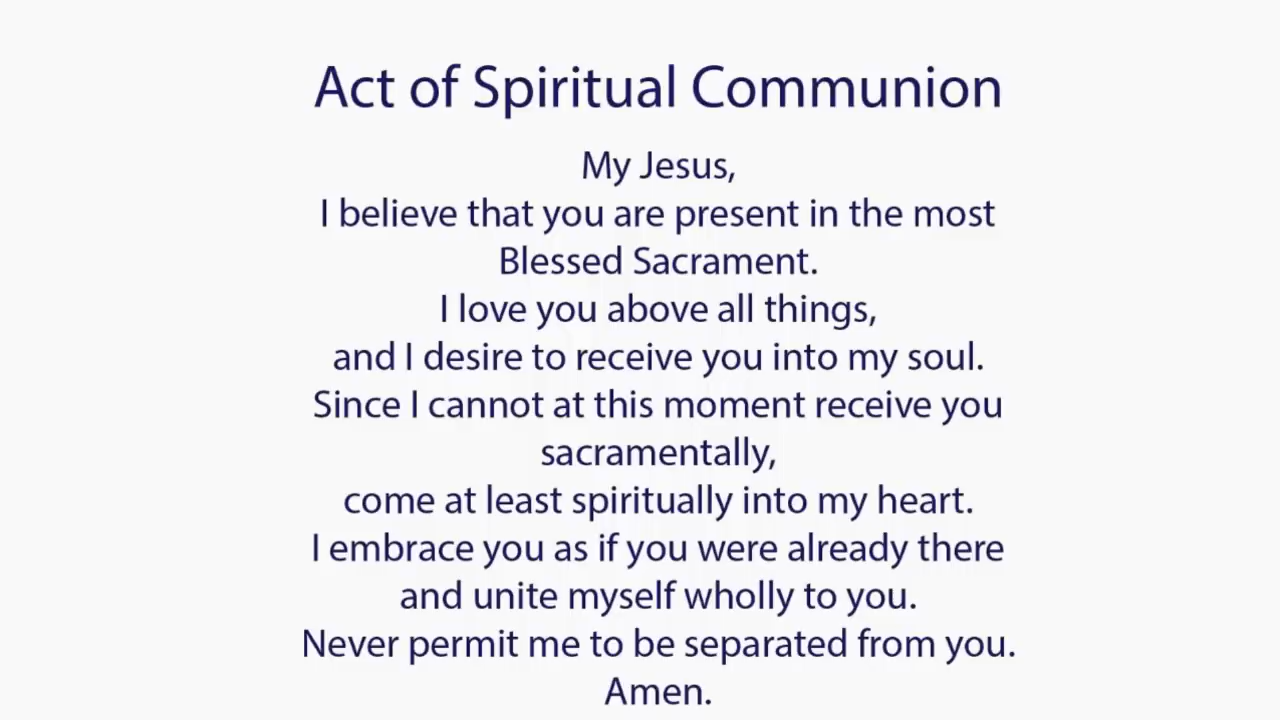 Act of Spiritual Communion
My Jesus,
I believe that you are present in the most
Blessed Sacrament.
I love you above all things,
and I desire to receive you into my soul.
Since I cannot at this moment receive you
sacramentally,
come at least spiritually into my heart.
I embrace you as if you were already there
and unite myself wholly to you.
Never permit me to be separated from you.
Amen.